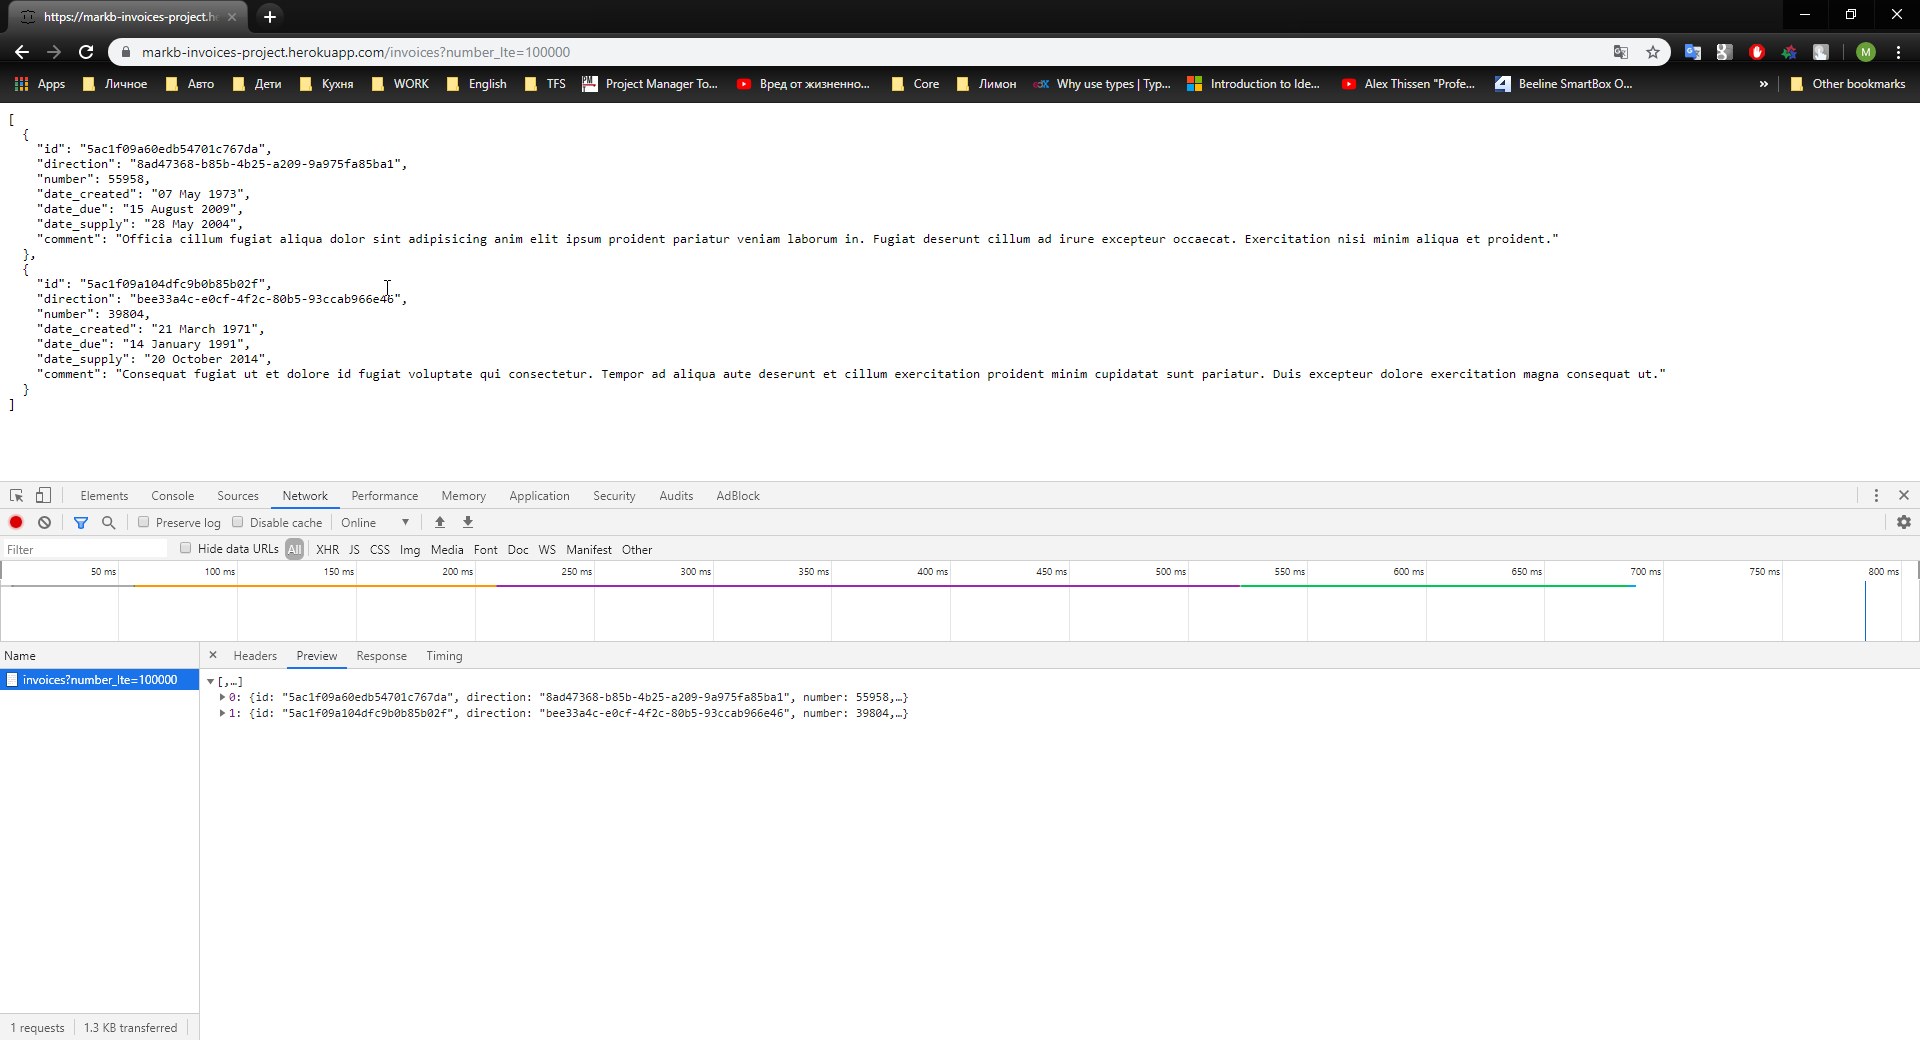 https://markb-invoices-project.he
markb-invoices-project.herokuapp.com/invoices?number_lte=100000
M
Apps Личное Авто Дети Кухня WORK English TFS Project Manager To... Вред от жизненно... Core Лимон edX Why use types | Typ... Introduction to Ide... Alex Thissen "Profe... Beeline SmartBox O... » Other bookmarks
[
{
"id": "5ac1f09a60edb54701c767da",
"direction": "8ad47368-b85b-4b25-a209-9a975fa85ba1",
"number": 55958,
"date_created": "07 May 1973",
"date_due": "15 August 2009",
"date_supply": "28 May 2004",
"comment": "Officia cillum fugiat aliqua dolor sint adipisicing anim elit ipsum proident pariatur veniam laborum in. Fugiat deserunt cillum ad irure excepteur occaecat. Exercitation nisi minim aliqua et proident."
},
{
"id": "5ac1f09a104dfc9b0b85b02f",
"direction": "bee33a4c-e0cf-4f2c-80b5-93ccab966e46",
"number": 39804,
"date_created": "21 March 1971",
"date_due": "14 January 1991",
"date_supply": "20 October 2014",
"comment": "Consequat fugiat ut et dolore id fugiat voluptate qui consectetur. Tempor ad aliqua aute deserunt et cillum exercitation proident minim cupidatat sunt pariatur. Duis excepteur dolore exercitation magna consequat ut."
}
]
Elements Console Sources Network Performance Memory Application Security Audits AdBlock
Preserve log Disable cache Online
Filter Hide data URLs All XHR JS CSS Img Media Font Doc WS Manifest Other
50 ms 100 ms 150 ms 200 ms 250 ms 300 ms 350 ms 400 ms 450 ms 500 ms 550 ms 600 ms 650 ms 700 ms 750 ms 800 ms
Name Headers Preview Response Timing
invoices?number_lte=100000
[,…]
0: {id: "5ac1f09a60edb54701c767da", direction: "8ad47368-b85b-4b25-a209-9a975fa85ba1", number: 55958,…}
1: {id: "5ac1f09a104dfc9b0b85b02f", direction: "bee33a4c-e0cf-4f2c-80b5-93ccab966e46", number: 39804,…}
1 requests 1.3 KB transferred